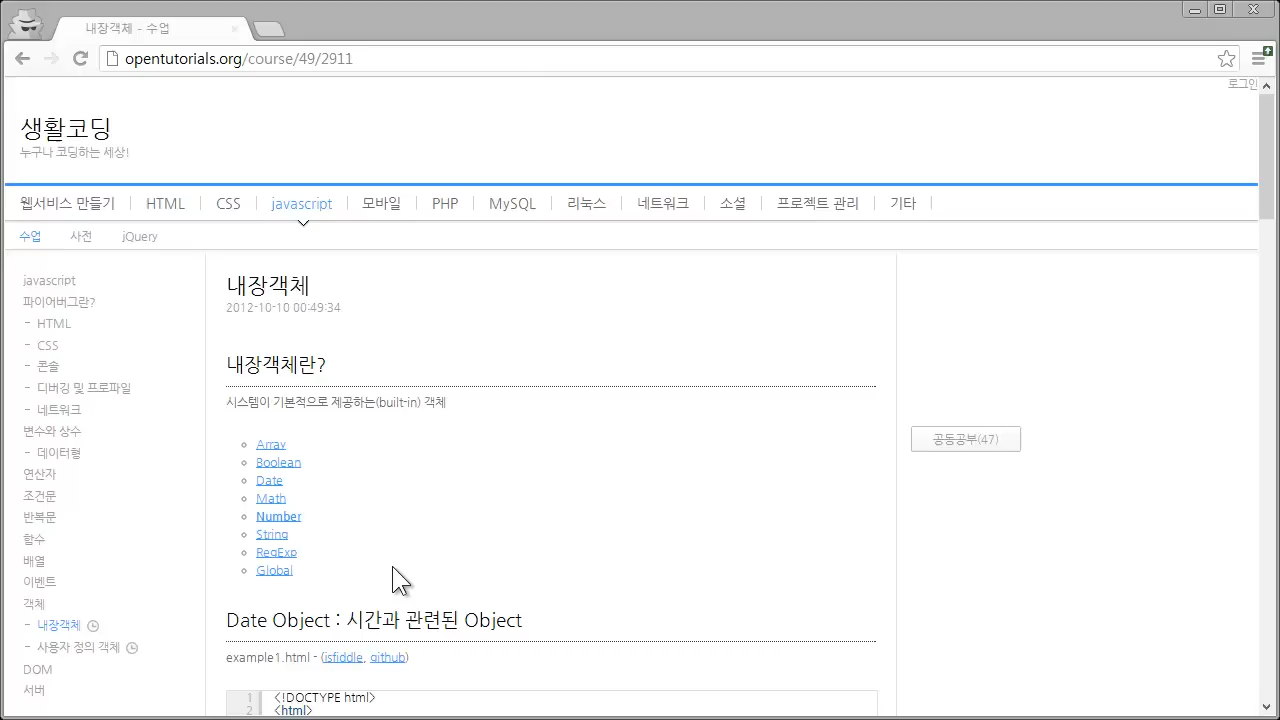 내장객체 - 수업
opentutorials.org/course/49/2911
로그인
생활코딩
누구나 코딩하는 세상!
웹서비스 만들기 HTML CSS javascript 모바일 PHP MySQL 리눅스 네트워크 소셜 프로젝트 관리 기타
수업 사전 jQuery
javascript
파이어버그란?
- HTML
- CSS
- 콘솔
- 디버깅 및 프로파일
- 네트워크
변수와 상수
- 데이터형
연산자
조건문
반복문
함수
배열
이벤트
객체
- 내장객체
- 사용자 정의 객체
DOM
서버
내장객체
2012-10-10 00:49:34
내장객체란?
시스템이 기본적으로 제공하는(built-in) 객체
Array
Boolean
Date
Math
Number
String
RegExp
Global
Date Object : 시간과 관련된 Object
example1.html - (jsfiddle, github)
1 <!DOCTYPE html>
2 <html>
공동공부(47)